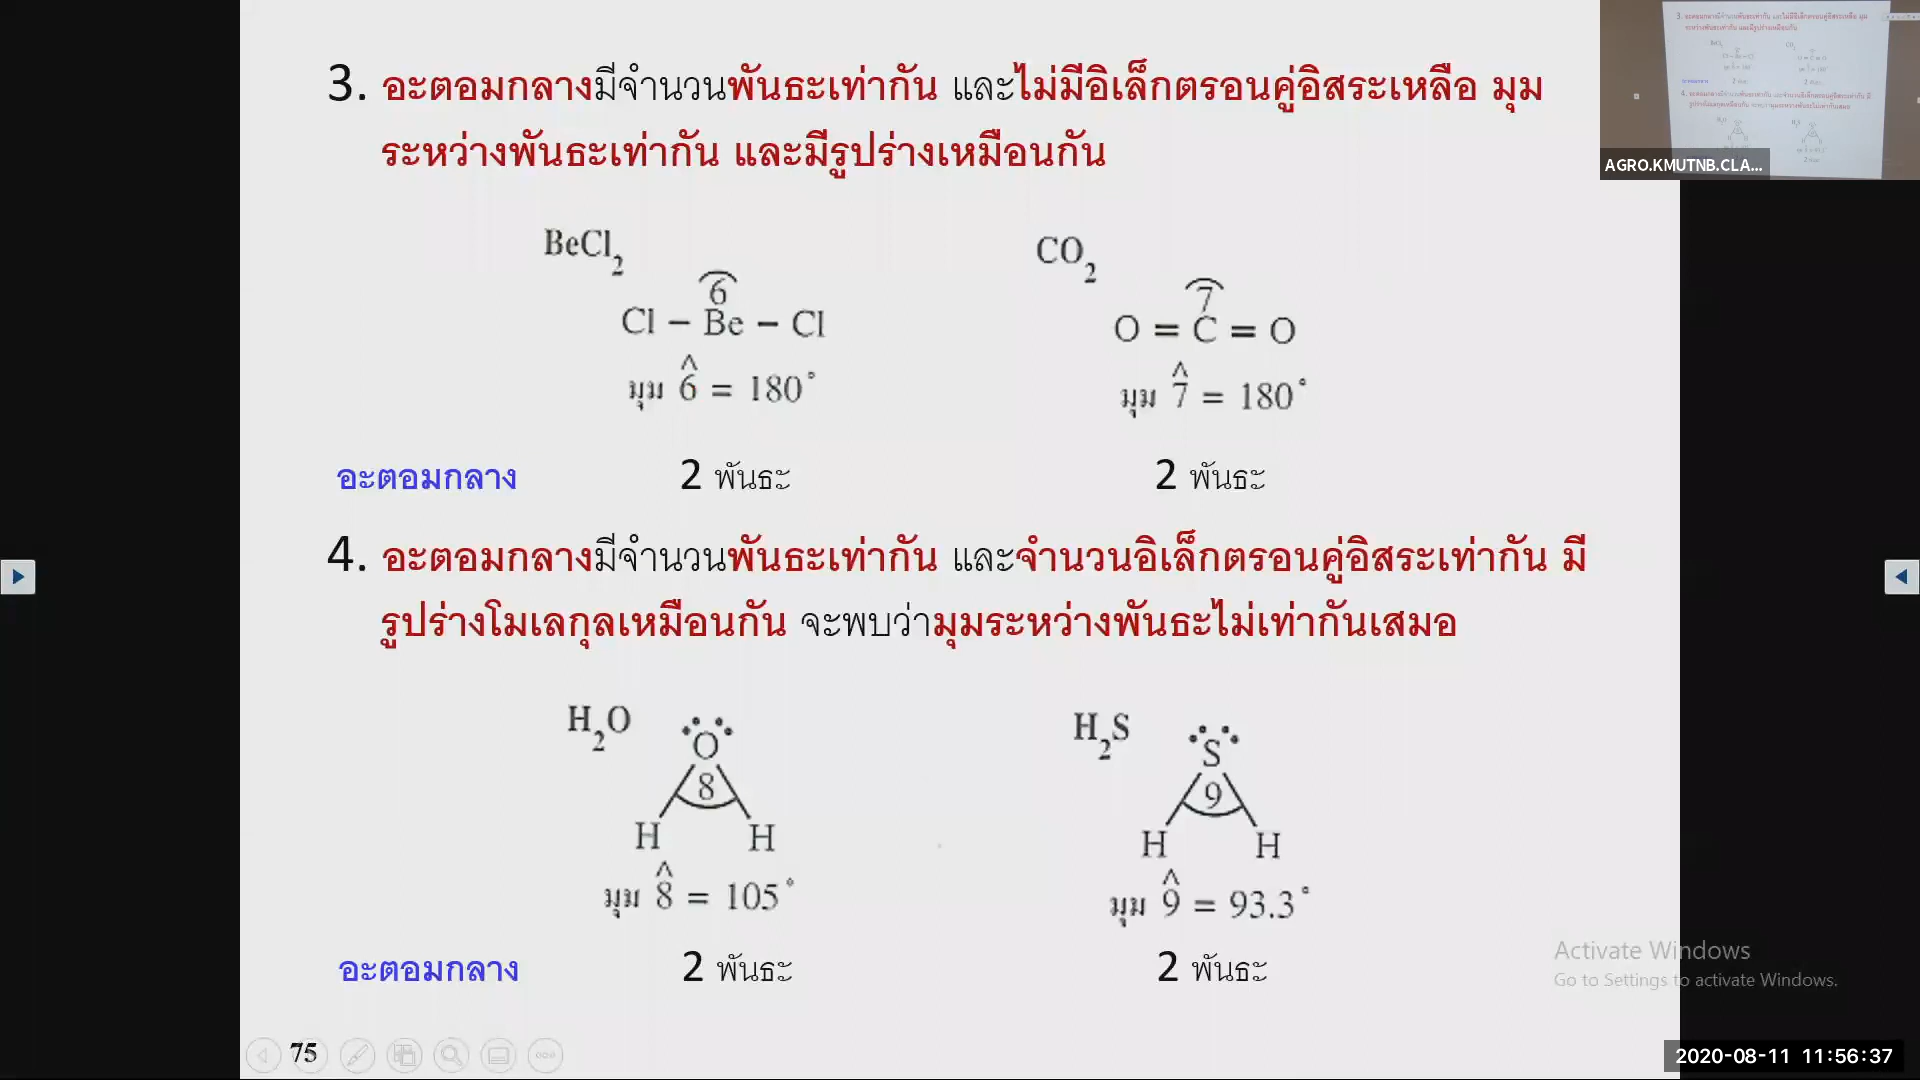 3. อะตอมกลางมีจำนวนพันธะเท่ากัน และไม่มีอิเล็กตรอนคู่อิสระเหลือ มุม
ระหว่างพันธะเท่ากัน และมีรูปร่างเหมือนกัน
BeCl2
6
Cl – Be – Cl
มุม 6̂ = 180°
CO2
7
O = C = O
มุม 7̂ = 180°
อะตอมกลาง 2 พันธะ 2 พันธะ
4. อะตอมกลางมีจำนวนพันธะเท่ากัน และจำนวนอิเล็กตรอนคู่อิสระเท่ากัน มี
รูปร่างโมเลกุลเหมือนกัน จะพบว่ามุมระหว่างพันธะไม่เท่ากันเสมอ
H2O
O
8
H H
มุม 8̂ = 105°
H2S
S
9
H H
มุม 9̂ = 93.3°
อะตอมกลาง 2 พันธะ 2 พันธะ
75
AGRO.KMUTNB.CLA...
Activate Windows
Go to Settings to activate Windows.
2020-08-11 11:56:37